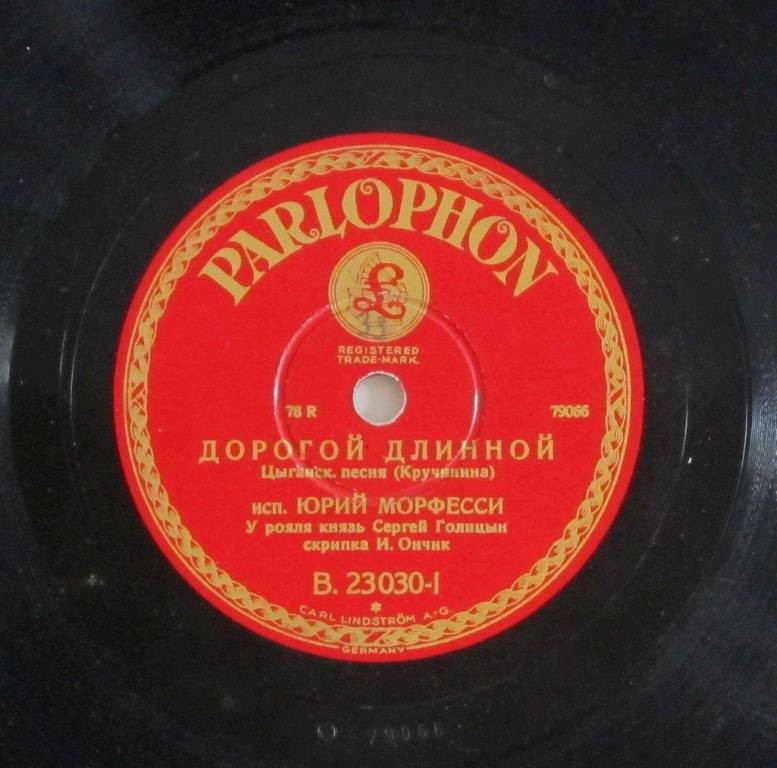 PARLOPHON
£
REGISTERED
TRADE-MARK.
78 R 79066
ДОРОГОЙ ДЛИННОЙ
Цыганск. песня (Кручинина)
исп. ЮРИЙ МОРФЕССИ
У рояля князь Сергей Голицын
скрипка И. Ончик
B. 23030-I
CARL LINDSTRÖM A-G.
GERMANY
79066